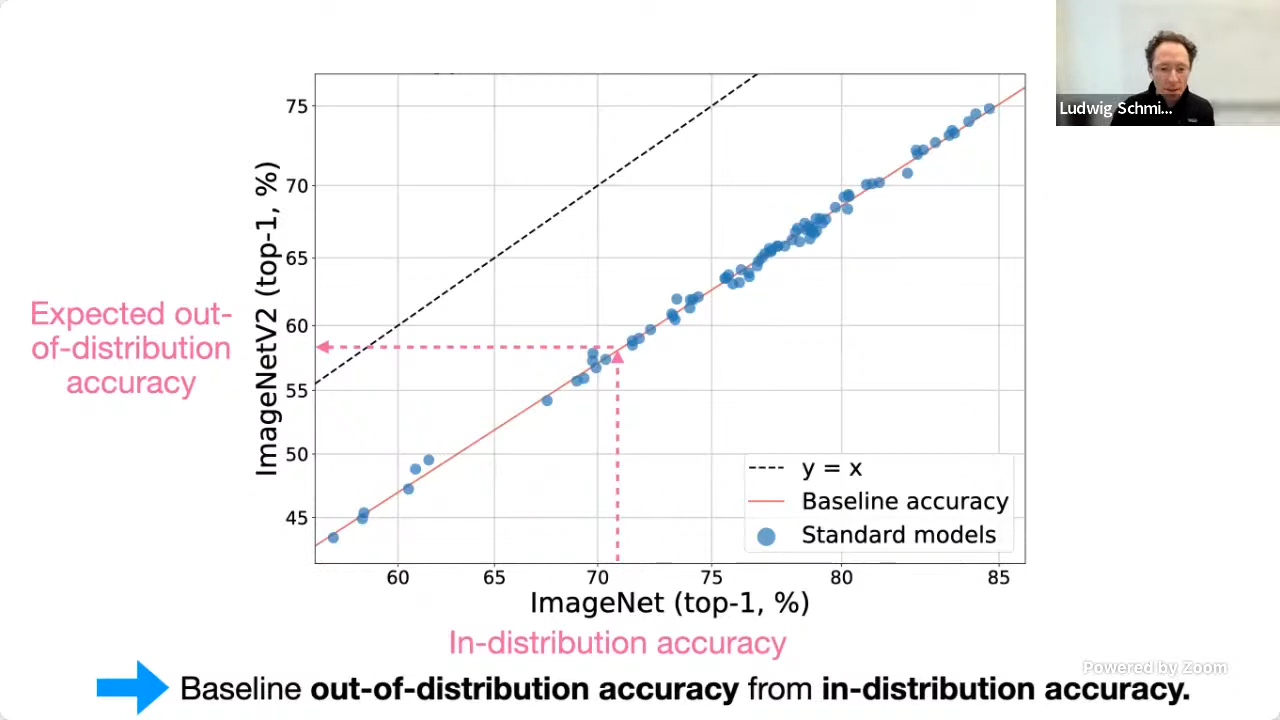 Ludwig Schmi...
75
70
65
60
55
50
45
ImageNetV2 (top-1, %)
Expected out-
of-distribution
accuracy
y = x
Baseline accuracy
Standard models
60
65
70
75
80
85
ImageNet (top-1, %)
In-distribution accuracy
Powered by Zoom
Baseline out-of-distribution accuracy from in-distribution accuracy.